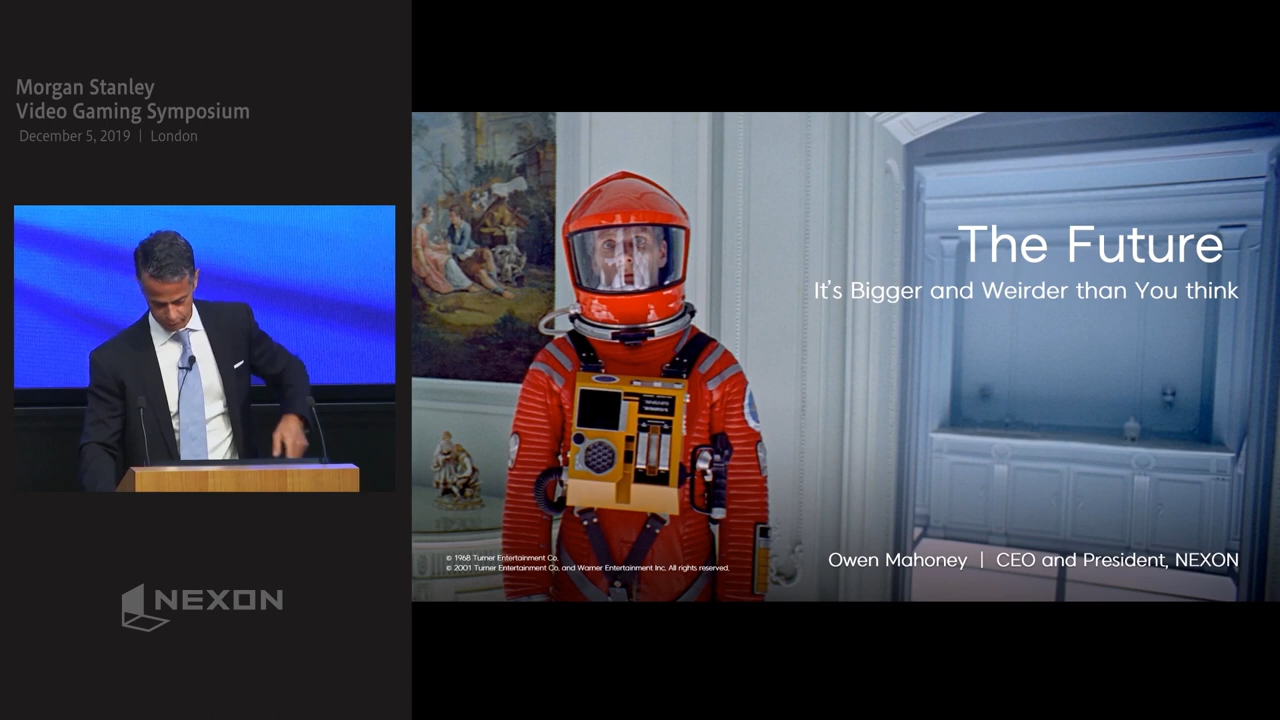 Morgan Stanley
Video Gaming Symposium
December 5, 2019 | London
NEXON
The Future
It's Bigger and Weirder than You think
Owen Mahoney | CEO and President, NEXON
© 1968 Turner Entertainment Co.
© 2001 Turner Entertainment Co. and Warner Entertainment Inc. All rights reserved.